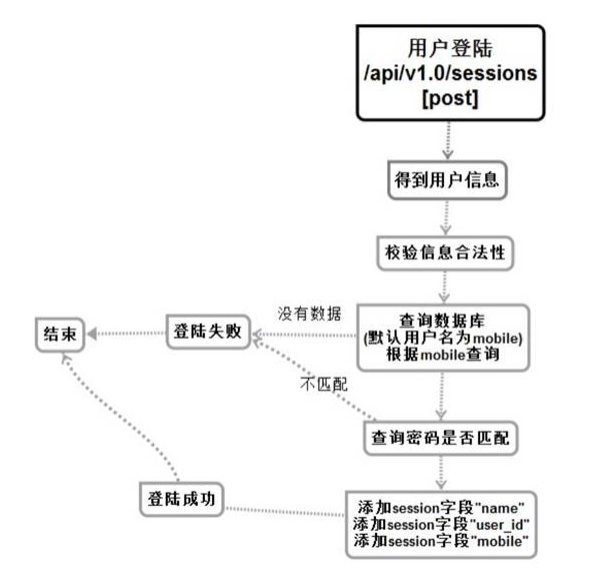 用户登陆
/api/v1.0/sessions
[post]
得到用户信息
校验信息合法性
没有数据
查询数据库
(默认用户名为mobile)
根据mobile查询
登陆失败
结束
不匹配
查询密码是否匹配
登陆成功
添加session字段"name"
添加session字段"user_id"
添加session字段"mobile"